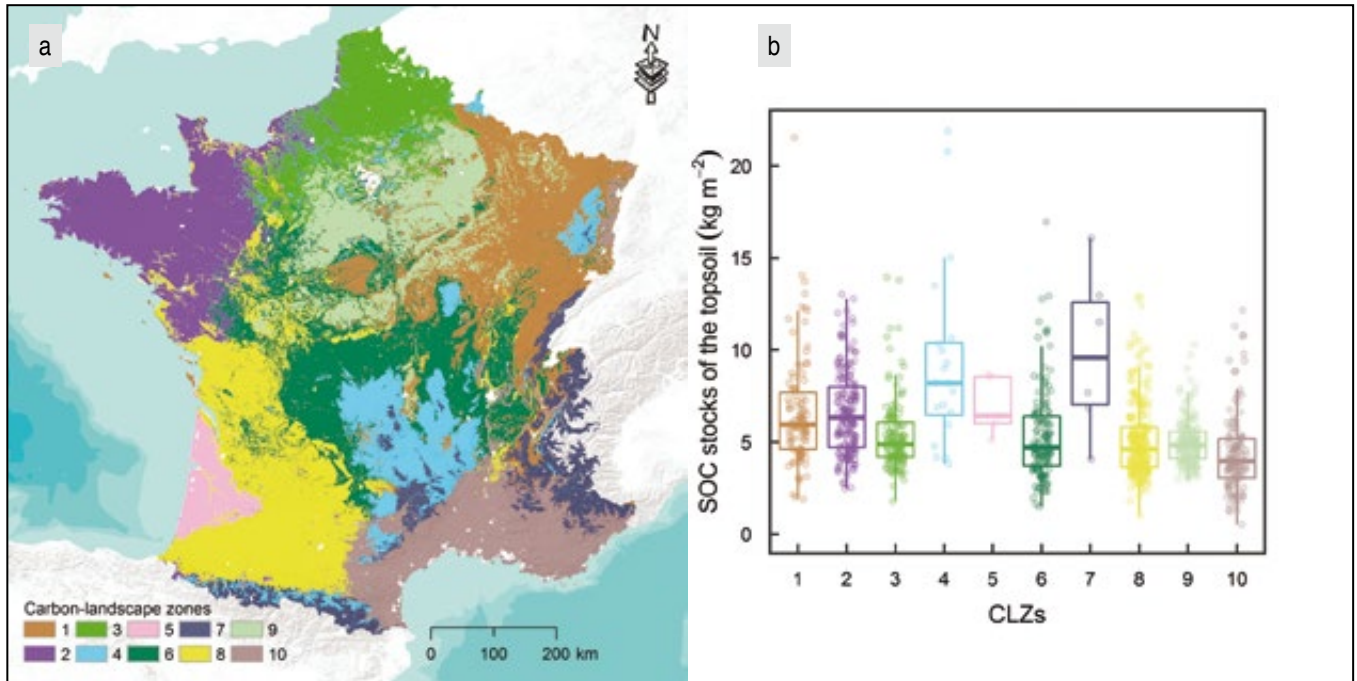 a
N
Carbon-landscape zones
1 3 5 7 9
2 4 6 8 10
0 100 200 km
b
SOC stocks of the topsoil (kg m⁻²)
20
15
10
5
0
1 2 3 4 5 6 7 8 9 10
CLZs